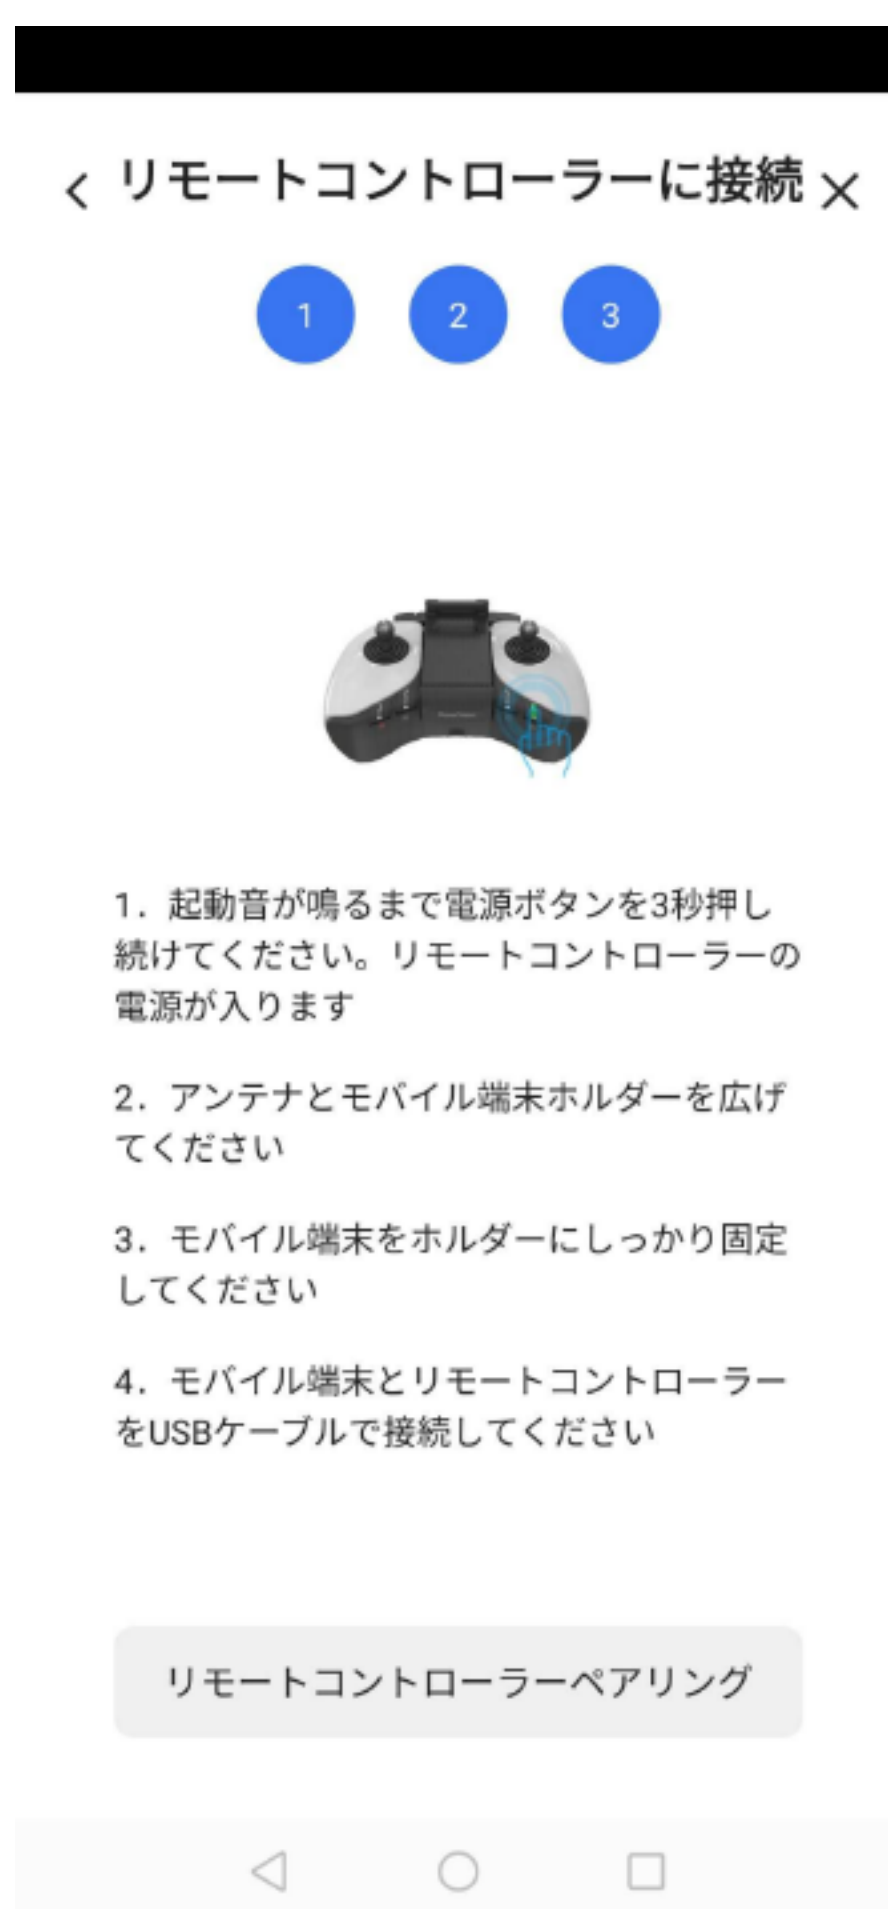 リモートコントローラーに接続
1 2 3
1. 起動音が鳴るまで電源ボタンを3秒押し
続けてください。リモートコントローラーの
電源が入ります
2. アンテナとモバイル端末ホルダーを広げ
てください
3. モバイル端末をホルダーにしっかり固定
してください
4. モバイル端末とリモートコントローラー
をUSBケーブルで接続してください
リモートコントローラーペアリング